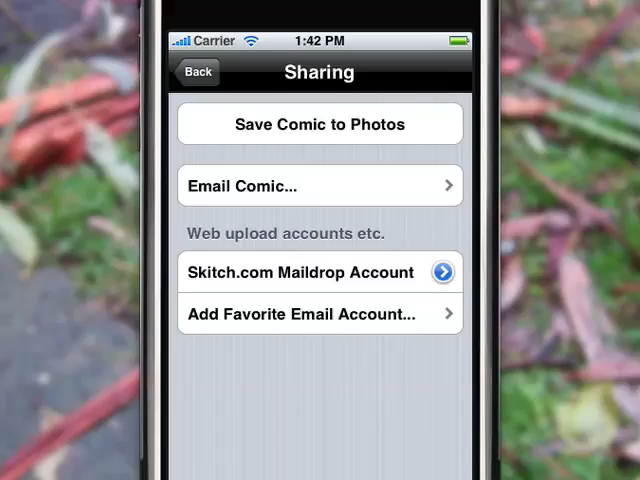 Carrier 1:42 PM
Back Sharing
Save Comic to Photos
Email Comic...
Web upload accounts etc.
Skitch.com Maildrop Account
Add Favorite Email Account...